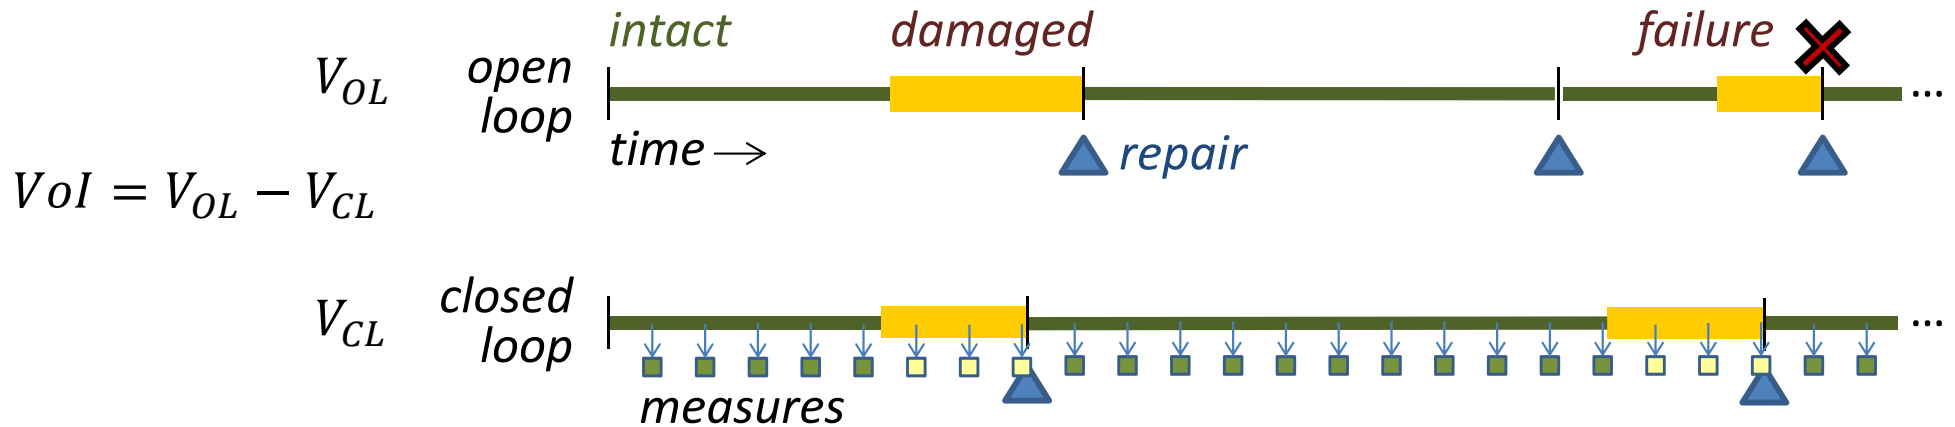 intact damaged failure
V_OL open loop ...
time → repair
VoI = V_OL − V_CL
V_CL closed loop ...
measures